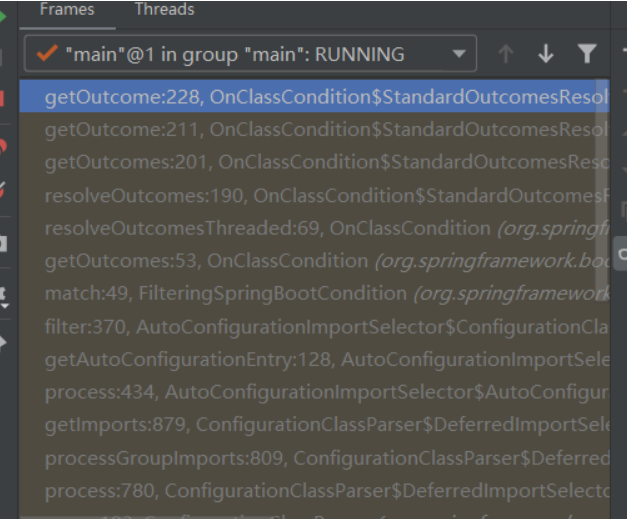 Frames Threads
"main"@1 in group "main": RUNNING
getOutcome:228, OnClassCondition$StandardOutcomesResol
getOutcome:211, OnClassCondition$StandardOutcomesResol
getOutcomes:201, OnClassCondition$StandardOutcomesReso
resolveOutcomes:190, OnClassCondition$StandardOutcomesR
resolveOutcomesThreaded:69, OnClassCondition (org.springfr
getOutcomes:53, OnClassCondition (org.springframework.boo
match:49, FilteringSpringBootCondition (org.springframework
filter:370, AutoConfigurationImportSelector$ConfigurationCla
getAutoConfigurationEntry:128, AutoConfigurationImportSele
process:434, AutoConfigurationImportSelector$AutoConfigur
getImports:879, ConfigurationClassParser$DeferredImportSele
processGroupImports:809, ConfigurationClassParser$Deferred
process:780, ConfigurationClassParser$DeferredImportSelecto